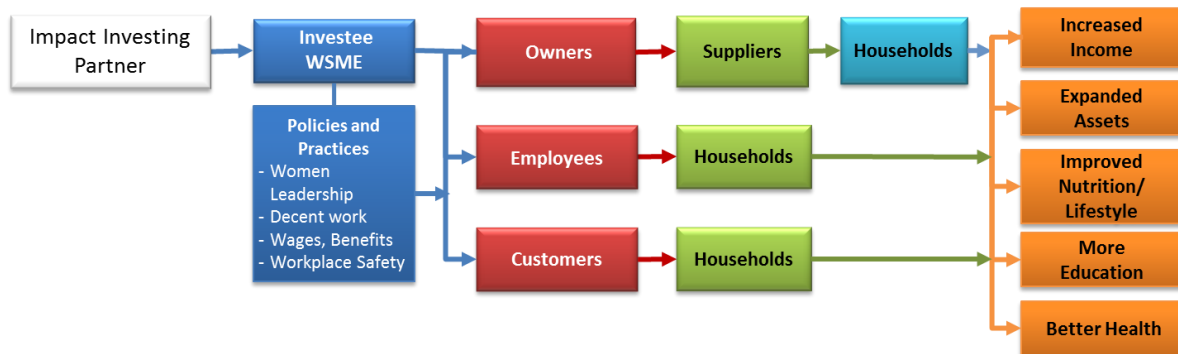 Impact Investing
Partner
Investee
WSME
Policies and
Practices
- Women
Leadership
- Decent work
- Wages, Benefits
- Workplace Safety
Owners
Suppliers
Households
Employees
Households
Customers
Households
Increased
Income
Expanded
Assets
Improved
Nutrition/
Lifestyle
More
Education
Better Health